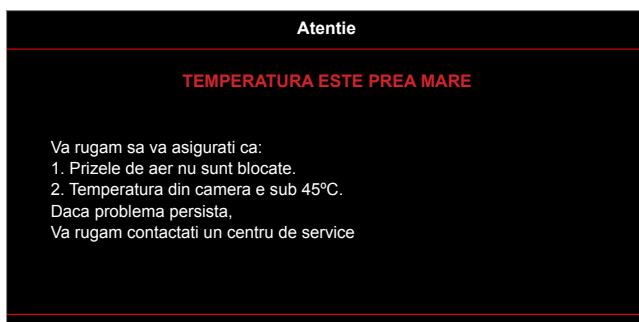 Atentie
TEMPERATURA ESTE PREA MARE
Va rugam sa va asigurati ca:
1. Prizele de aer nu sunt blocate.
2. Temperatura din camera e sub 45ºC.
Daca problema persista,
Va rugam contactati un centru de service